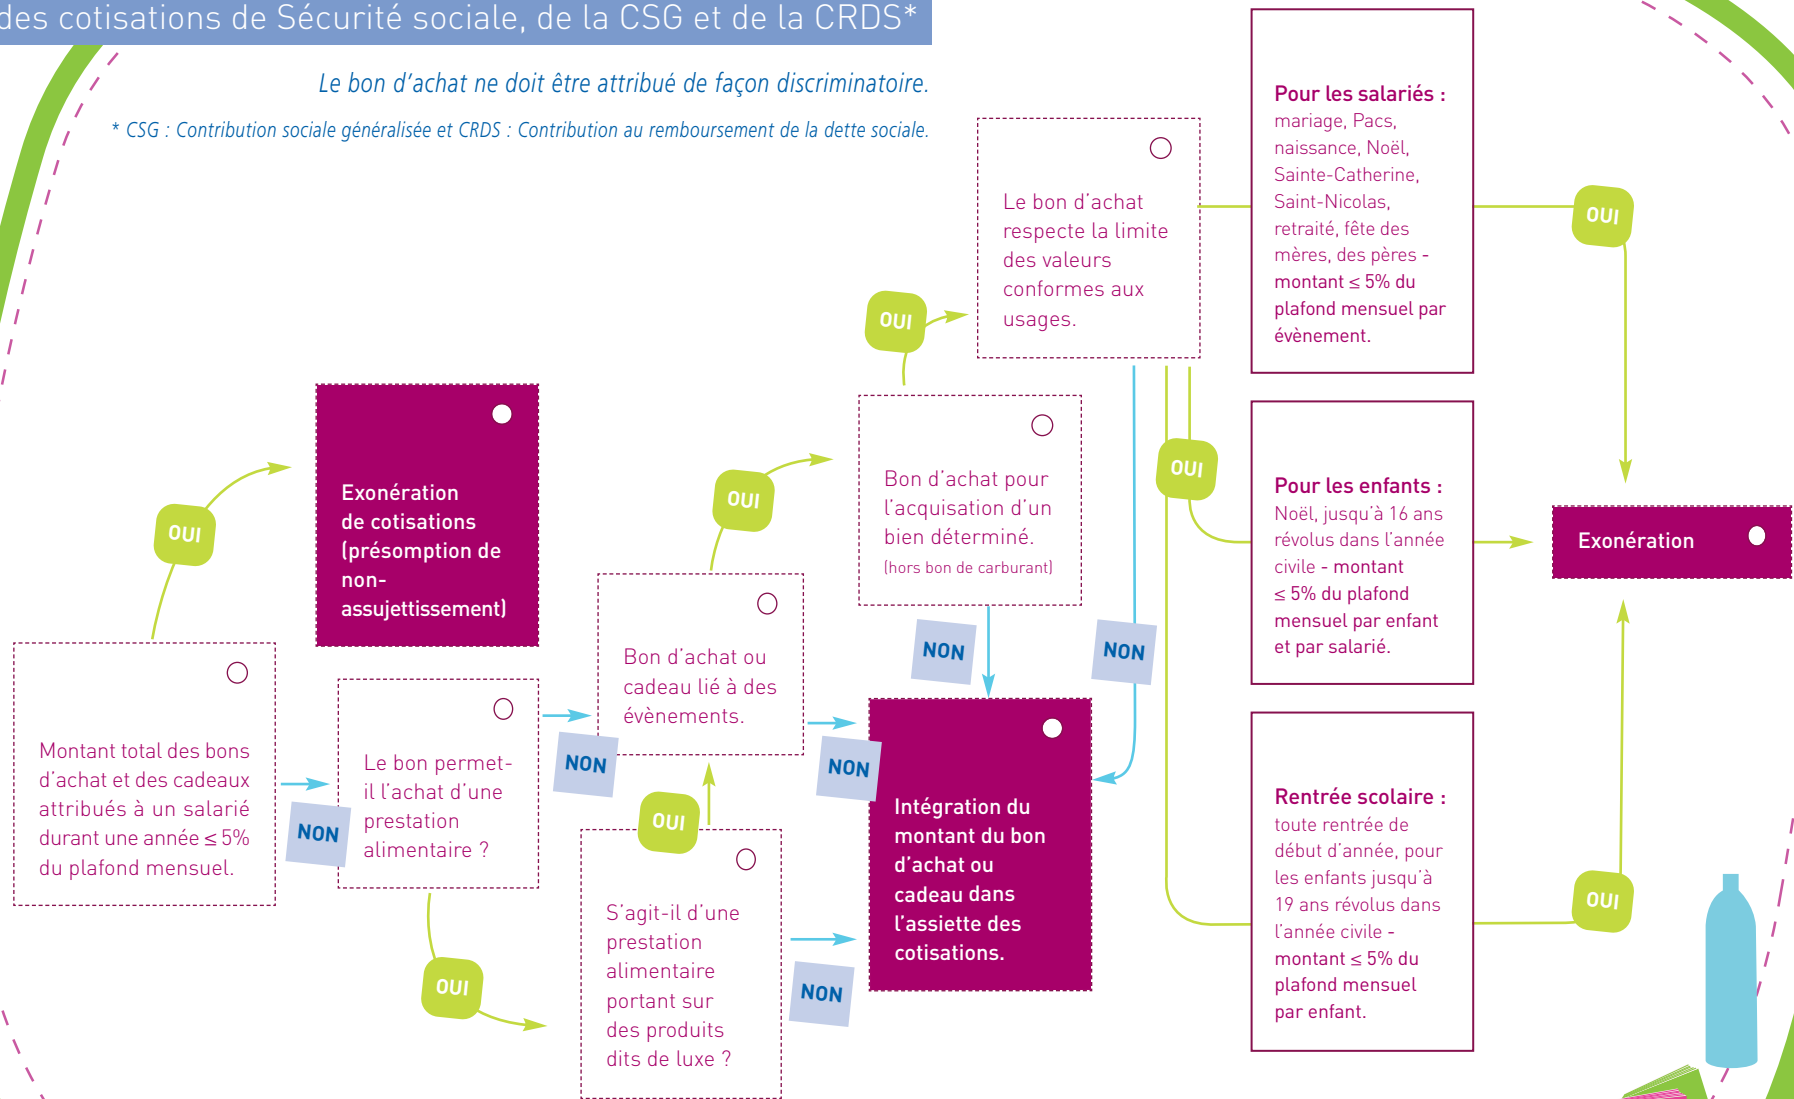 des cotisations de Sécurité sociale, de la CSG et de la CRDS*
Le bon d’achat ne doit être attribué de façon discriminatoire.
* CSG : Contribution sociale généralisée et CRDS : Contribution au remboursement de la dette sociale.
Montant total des bons
d’achat et des cadeaux
attribués à un salarié
durant une année ≤ 5%
du plafond mensuel.
OUI
Exonération
de cotisations
(présomption de
non-
assujettissement)
NON
Le bon permet-
il l’achat d’une
prestation
alimentaire ?
OUI
NON
S’agit-il d’une
prestation
alimentaire
portant sur
des produits
dits de luxe ?
OUI
NON
Bon d’achat ou
cadeau lié à des
évènements.
OUI
NON
Bon d’achat pour
l’acquisation d’un
bien déterminé.
(hors bon de carburant)
OUI
NON
Intégration du
montant du bon
d’achat ou
cadeau dans
l’assiette des
cotisations.
Le bon d’achat
respecte la limite
des valeurs
conformes aux
usages.
NON
OUI
Pour les salariés :
mariage, Pacs,
naissance, Noël,
Sainte-Catherine,
Saint-Nicolas,
retraité, fête des
mères, des pères -
montant ≤ 5% du
plafond mensuel par
évènement.
OUI
Pour les enfants :
Noël, jusqu’à 16 ans
révolus dans l’année
civile - montant
≤ 5% du plafond
mensuel par enfant
et par salarié.
Rentrée scolaire :
toute rentrée de
début d’année, pour
les enfants jusqu’à
19 ans révolus dans
l’année civile -
montant ≤ 5% du
plafond mensuel
par enfant.
OUI
Exonération